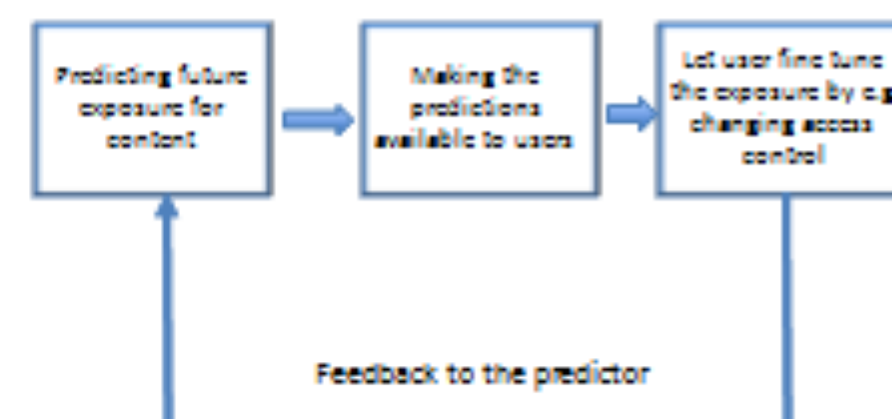 Predicting future
exposure for
content
Making the
predictions
available to users
Let user fine tune
the exposure by e.g
changing access
control
Feedback to the predictor